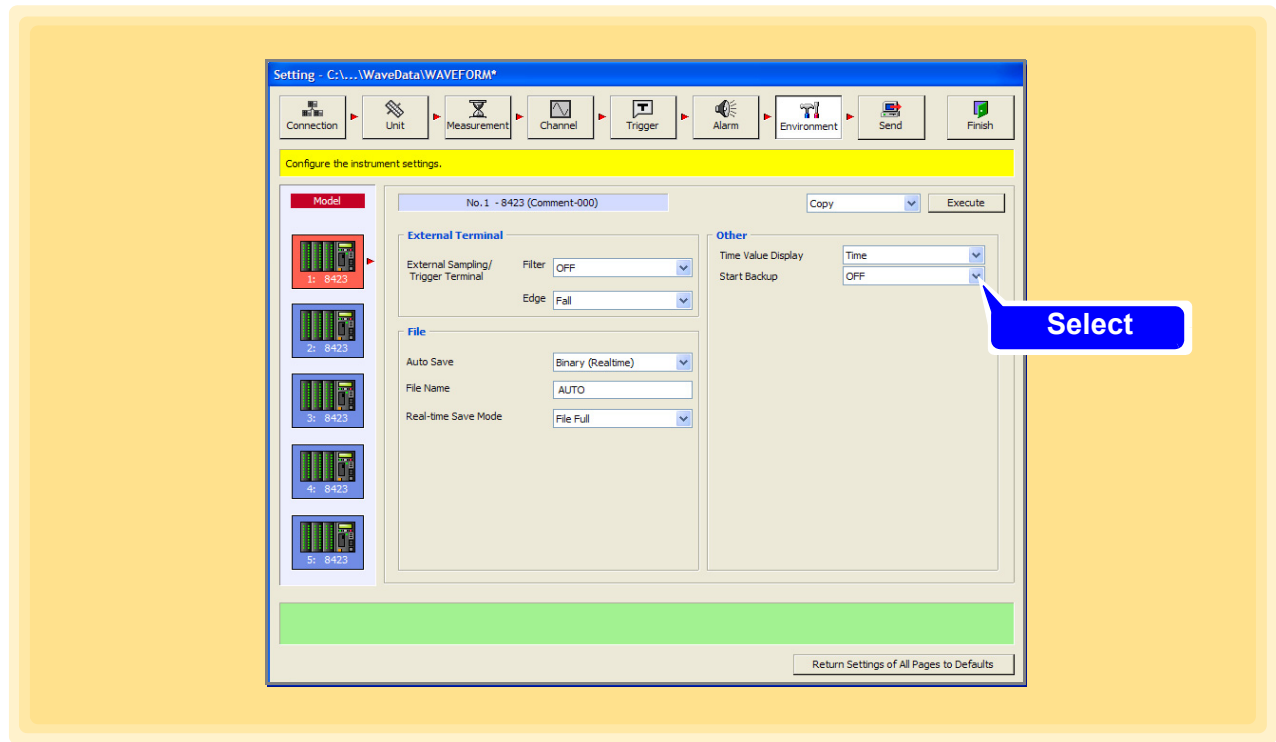 Setting - C:\...\WaveData\WAVEFORM*
Connection Unit Measurement Channel Trigger Alarm Environment Send Finish
Configure the instrument settings.
Model
1: 8423
2: 8423
3: 8423
4: 8423
5: 8423
No.1 - 8423 (Comment-000)
Copy Execute
External Terminal
External Sampling/
Trigger Terminal
Filter OFF
Edge Fall
File
Auto Save Binary (Realtime)
File Name AUTO
Real-time Save Mode File Full
Other
Time Value Display Time
Start Backup OFF
Select
Return Settings of All Pages to Defaults